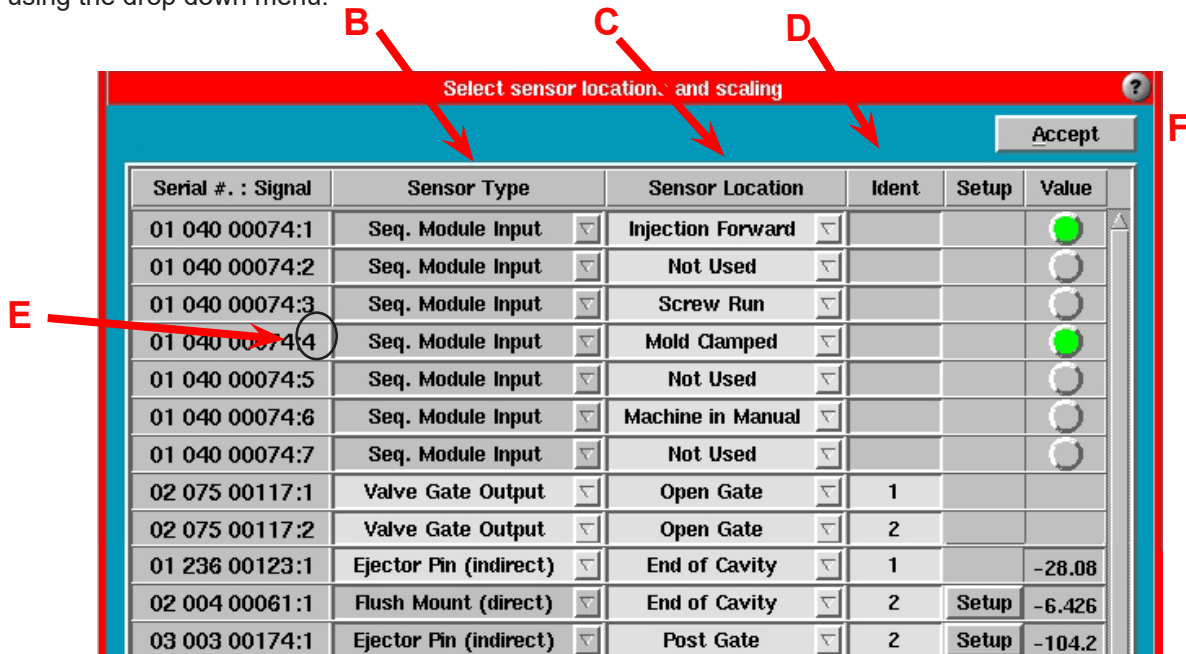 using the drop down menu.
B C D
Select sensor locations and scaling ?
Accept F
Serial #. : Signal Sensor Type Sensor Location Ident Setup Value
01 040 00074:1 Seq. Module Input Injection Forward
01 040 00074:2 Seq. Module Input Not Used
01 040 00074:3 Seq. Module Input Screw Run
E
01 040 00074:4 Seq. Module Input Mold Clamped
01 040 00074:5 Seq. Module Input Not Used
01 040 00074:6 Seq. Module Input Machine in Manual
01 040 00074:7 Seq. Module Input Not Used
02 075 00117:1 Valve Gate Output Open Gate 1
02 075 00117:2 Valve Gate Output Open Gate 2
01 236 00123:1 Ejector Pin (indirect) End of Cavity 1 -28.08
02 004 00061:1 Flush Mount (direct) End of Cavity 2 Setup -6.426
03 003 00174:1 Ejector Pin (indirect) Post Gate 2 Setup -104.2